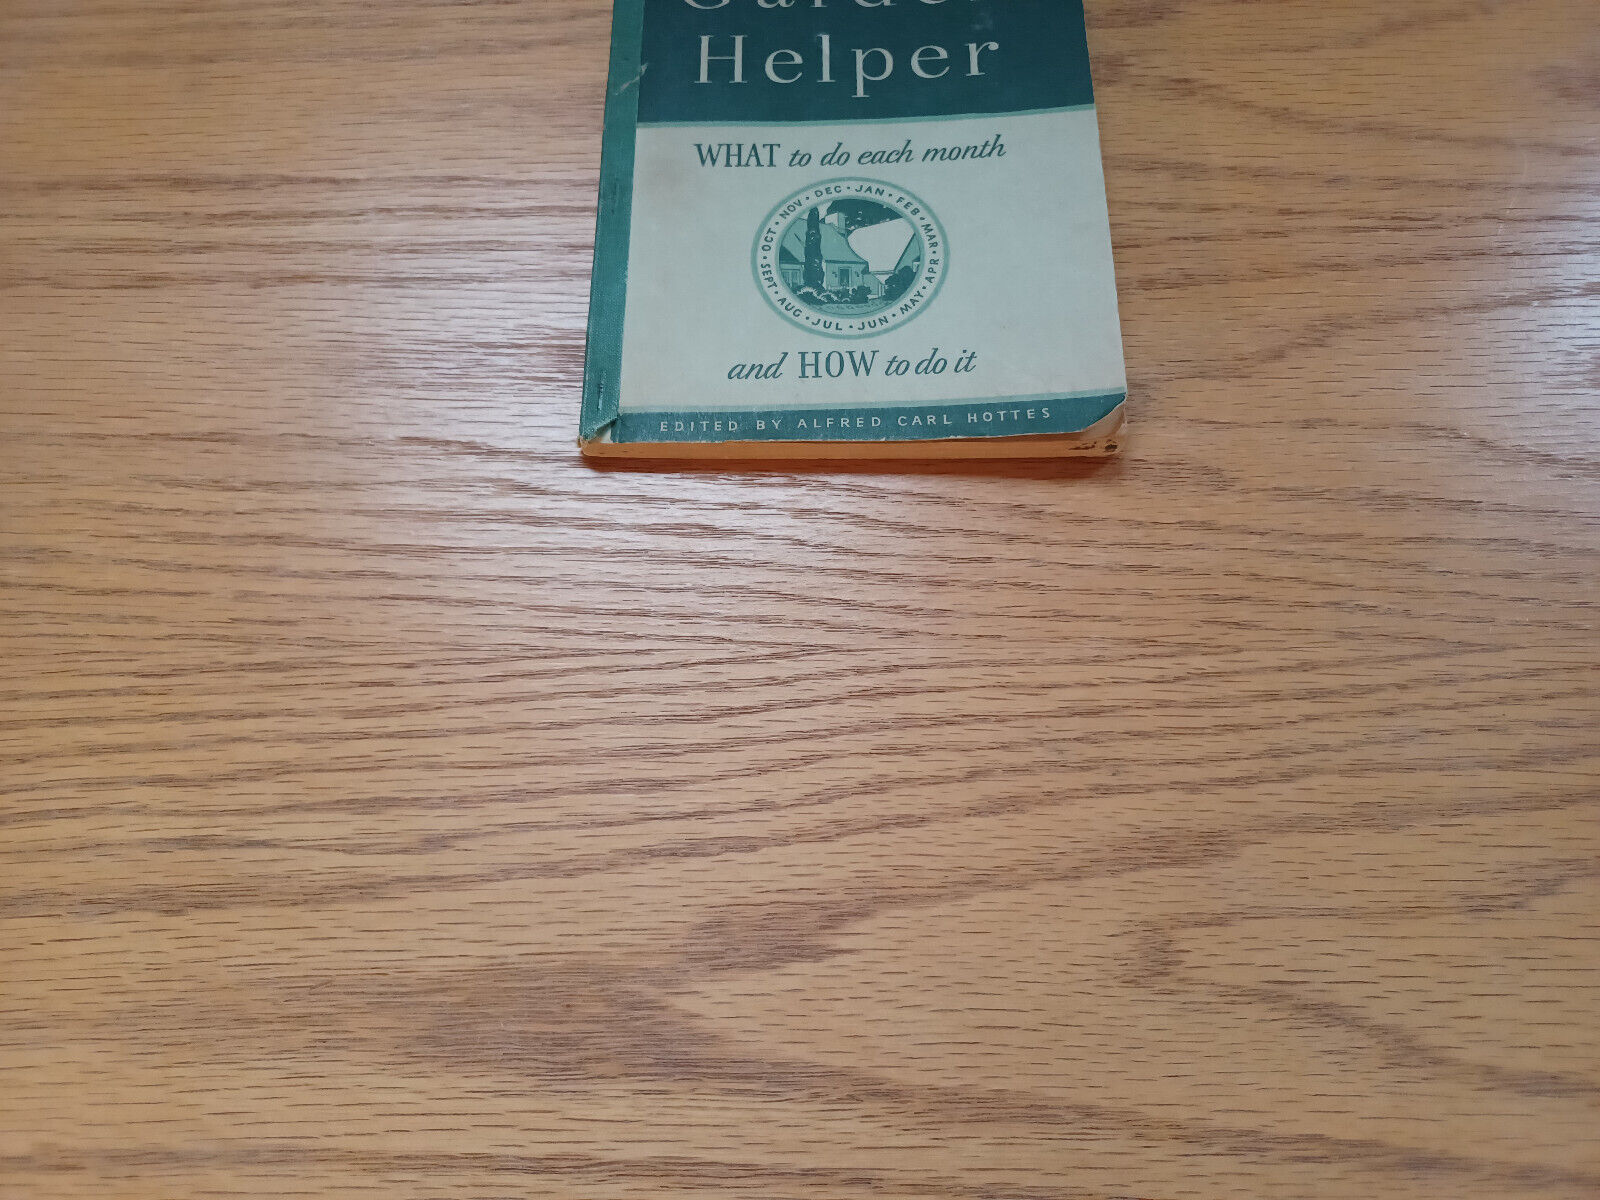 Helper
WHAT to do each month
DEC · JAN · FEB · MAR · APR · MAY · JUN · JUL · AUG · SEPT · OCT · NOV ·
and HOW to do it
EDITED BY ALFRED CARL HOTTES